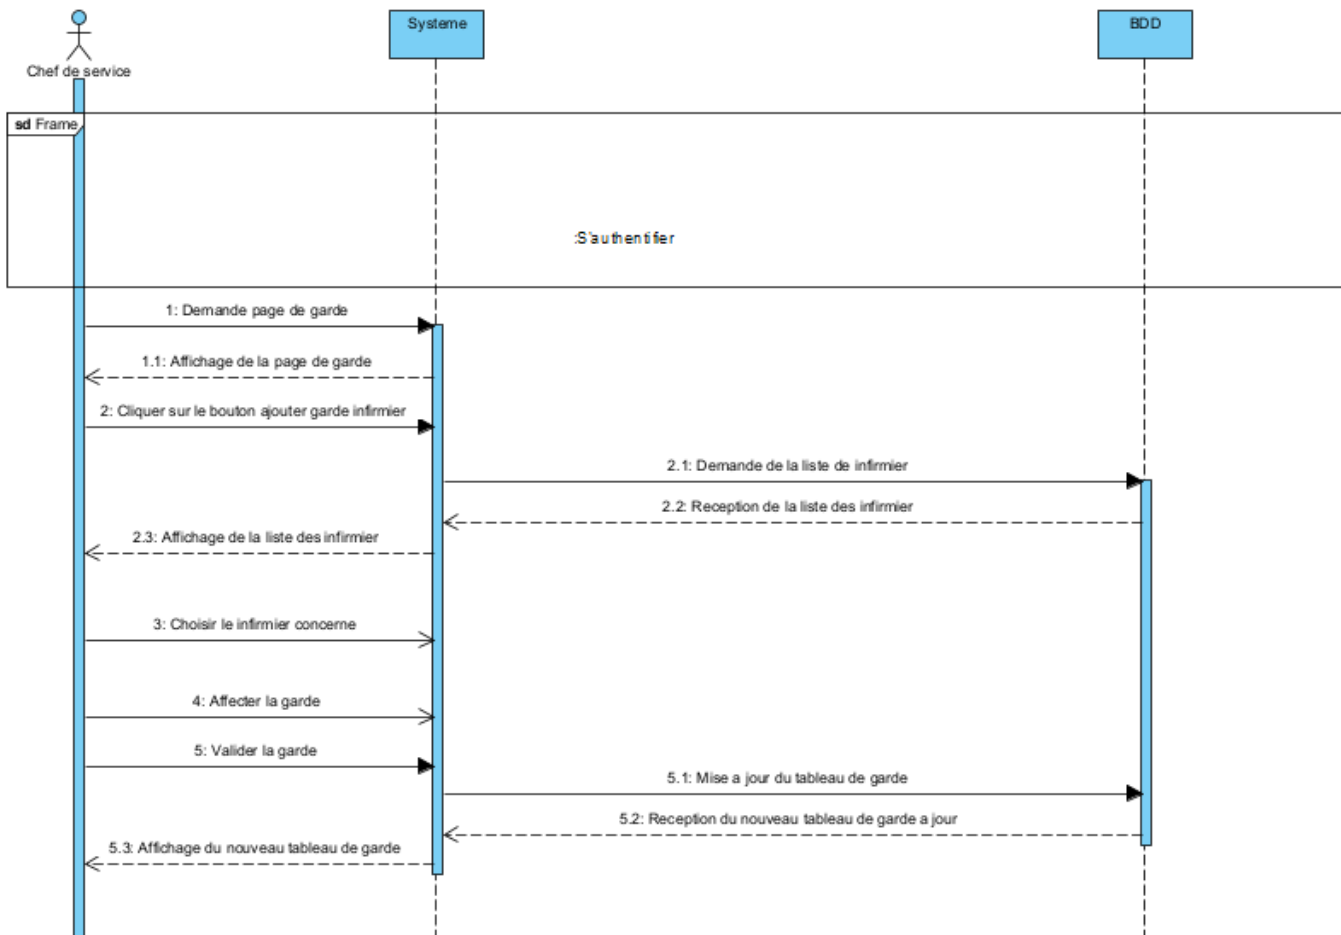 Systeme
BDD
Chef de service
sd Frame
:S'authentifier
1: Demande page de garde
1.1: Affichage de la page de garde
2: Cliquer sur le bouton ajouter garde infirmier
2.1: Demande de la liste de infirmier
2.2: Reception de la liste des infirmier
2.3: Affichage de la liste des infirmier
3: Choisir le infirmier concerne
4: Affecter la garde
5: Valider la garde
5.1: Mise a jour du tableau de garde
5.2: Reception du nouveau tableau de garde a jour
5.3: Affichage du nouveau tableau de garde